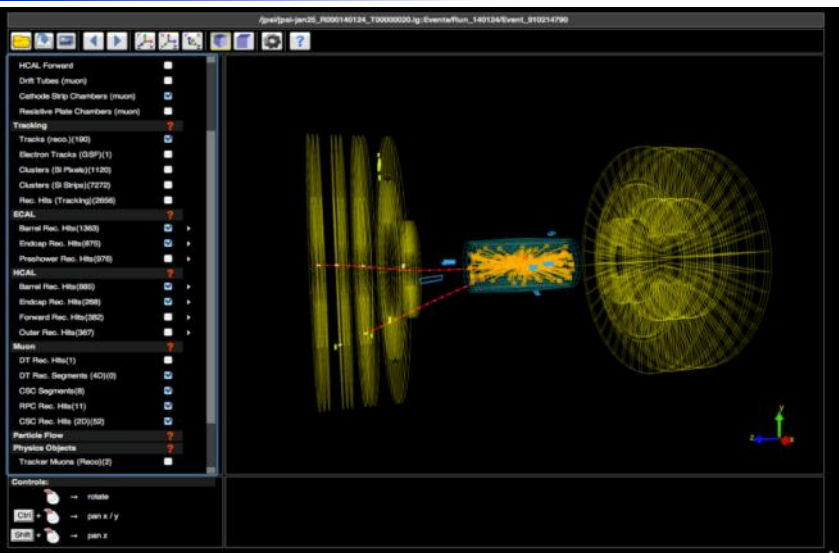 /jpsi/jpsi-jan25_R000140124_T00000020.ig::Events/Run_140124/Event_910214790
?
HCAL Forward
Drift Tubes (muon)
Cathode Strip Chambers (muon)
Resistive Plate Chambers (muon)
Tracking ?
Tracks (reco.)(190)
Electron Tracks (GSF)(1)
Clusters (Si Pixels)(1120)
Clusters (Si Strips)(7272)
Rec. Hits (Tracking)(2656)
ECAL ?
Barrel Rec. Hits(1363)
Endcap Rec. Hits(875)
Preshower Rec. Hits(976)
HCAL ?
Barrel Rec. Hits(885)
Endcap Rec. Hits(268)
Forward Rec. Hits(382)
Outer Rec. Hits(367)
Muon ?
DT Rec. Hits(1)
DT Rec. Segments (4D)(0)
CSC Segments(8)
RPC Rec. Hits(11)
CSC Rec. Hits (2D)(52)
Particle Flow ?
Physics Objects ?
Tracker Muons (Reco)(2)
y
z x
Controls:
→ rotate
Ctrl + → pan x / y
Shift + → pan z